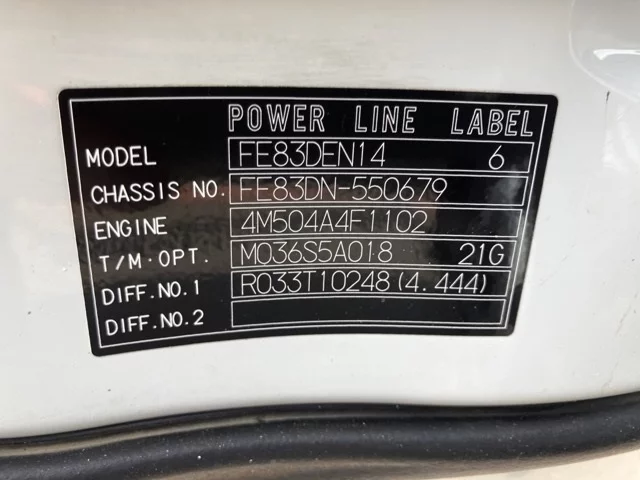 POWER LINE LABEL
MODEL FE83DEN14 6
CHASSIS NO. FE83DN-550679
ENGINE 4M504A4F1102
T/M·OPT. M036S5A018 21G
DIFF.NO.1 R033T10248(4.444)
DIFF.NO.2